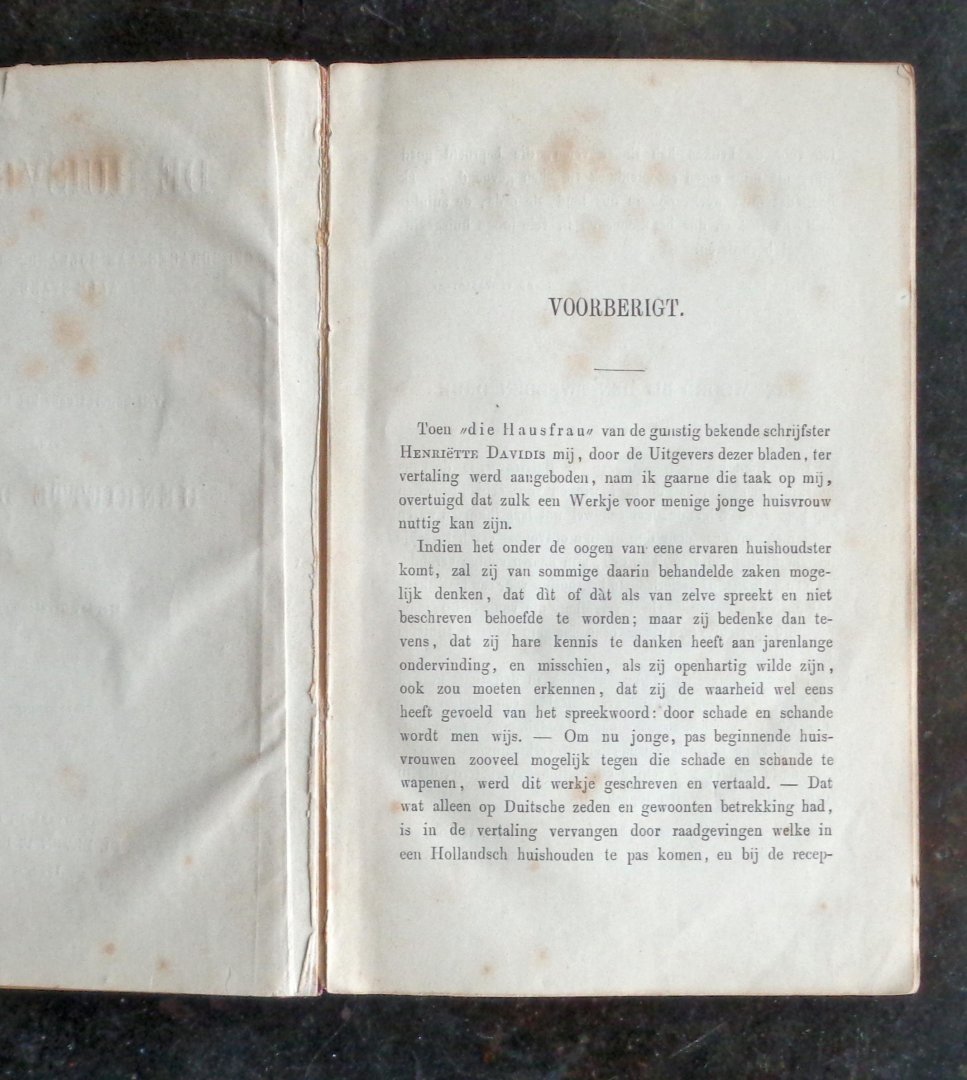 VOORBERIGT.
Toen „die Hausfrau” van de gunstig bekende schrijfster
HENRIËTTE DAVIDIS mij, door de Uitgevers dezer bladen, ter
vertaling werd aangeboden, nam ik gaarne die taak op mij,
overtuigd dat zulk een Werkje voor menige jonge huisvrouw
nuttig kan zijn.
Indien het onder de oogen van eene ervaren huishoudster
komt, zal zij van sommige daarin behandelde zaken moge-
lijk denken, dat dìt of dàt als van zelve spreekt en niet
beschreven behoefde te worden; maar zij bedenke dan te-
vens, dat zij hare kennis te danken heeft aan jarenlange
ondervinding, en misschien, als zij openhartig wilde zijn,
ook zou moeten erkennen, dat zij de waarheid wel eens
heeft gevoeld van het spreekwoord: door schade en schande
wordt men wijs. — Om nu jonge, pas beginnende huis-
vrouwen zooveel mogelijk tegen die schade en schande te
wapenen, werd dit werkje geschreven en vertaald. — Dat
wat alleen op Duitsche zeden en gewoonten betrekking had,
is in de vertaling vervangen door raadgevingen welke in
een Hollandsch huishouden te pas komen, en bij de recep-